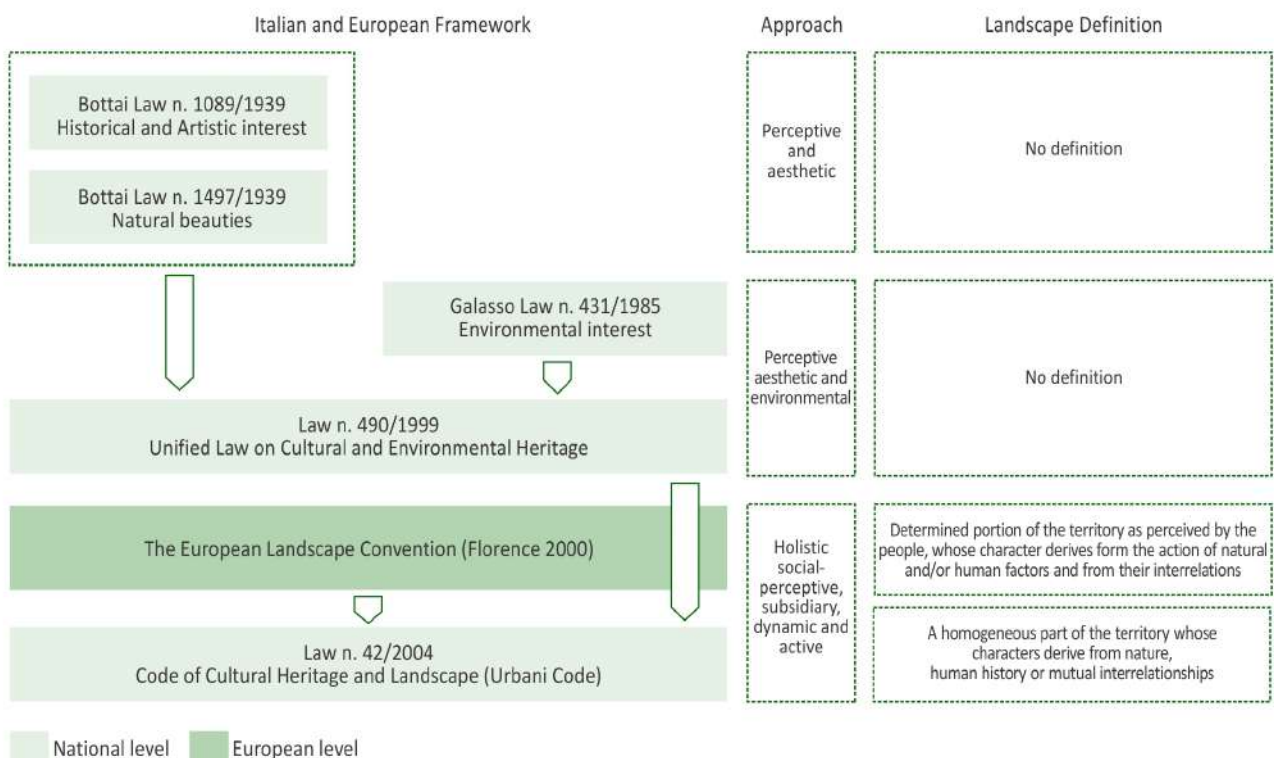 Italian and European Framework
Approach
Landscape Definition
Bottai Law n. 1089/1939
Historical and Artistic interest
Bottai Law n. 1497/1939
Natural beauties
Perceptive
and
aesthetic
No definition
Galasso Law n. 431/1985
Environmental interest
Law n. 490/1999
Unified Law on Cultural and Environmental Heritage
Perceptive
aesthetic and
environmental
No definition
The European Landscape Convention (Florence 2000)
Law n. 42/2004
Code of Cultural Heritage and Landscape (Urbani Code)
Holistic
social-
perceptive,
subsidiary,
dynamic and
active
Determined portion of the territory as perceived by the
people, whose character derives form the action of natural
and/or human factors and from their interrelations
A homogeneous part of the territory whose
characters derive from nature,
human history or mutual interrelationships
National level
European level